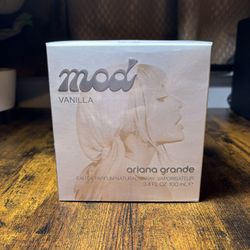 mod
VANILLA
ariana grande
EAU DE PARFUM NATURAL SPRAY VAPORISATEUR
3.4 FL OZ 100 ML ℮